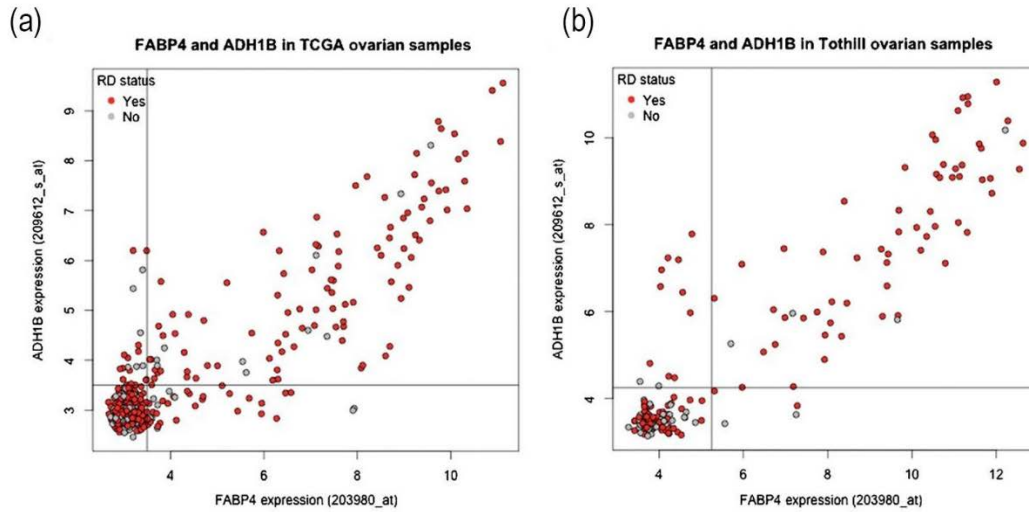 (a)
FABP4 and ADH1B in TCGA ovarian samples
RD status
Yes
No
ADH1B expression (209612_s_at)
9
8
7
6
5
4
3
4
6
8
10
FABP4 expression (203980_at)
(b)
FABP4 and ADH1B in Tothill ovarian samples
RD status
Yes
No
ADH1B expression (209612_s_at)
10
8
6
4
4
6
8
10
12
FABP4 expression (203980_at)